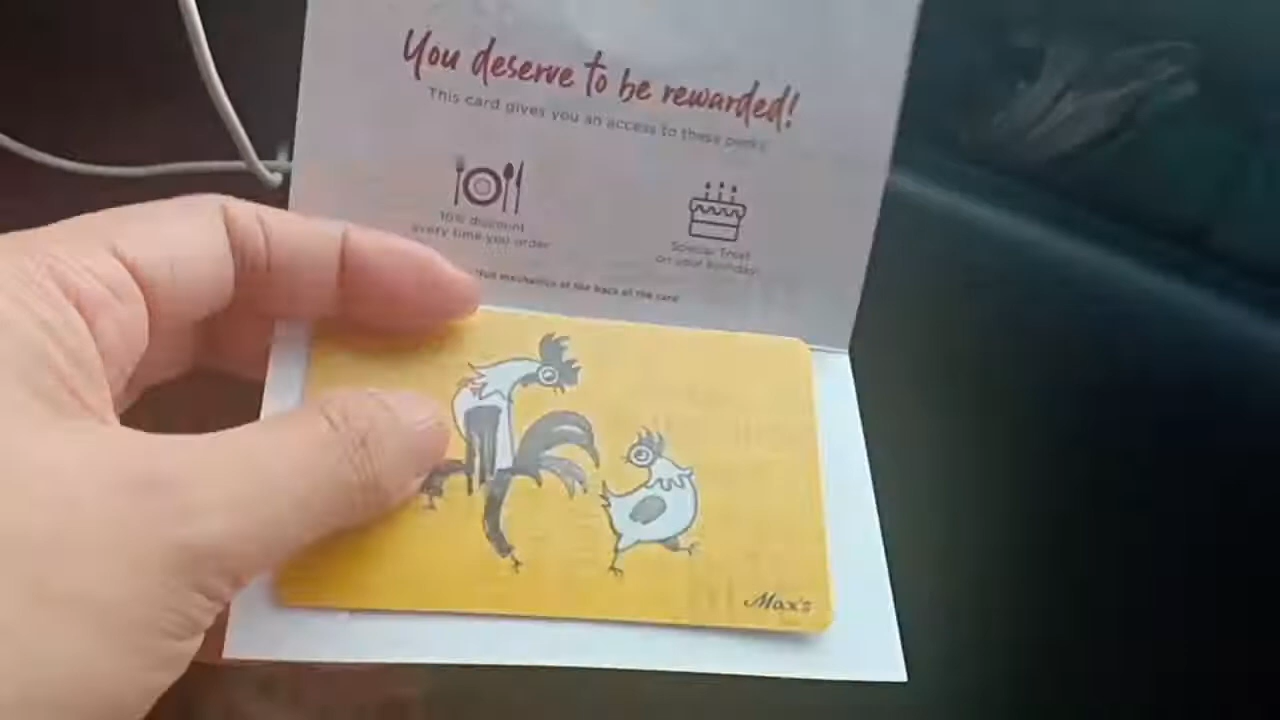 You deserve to be rewarded!
This card gives you an access to these perks
10% discount
every time you order
Special Treat
on your birthday
full mechanics at the back of the card
Max's